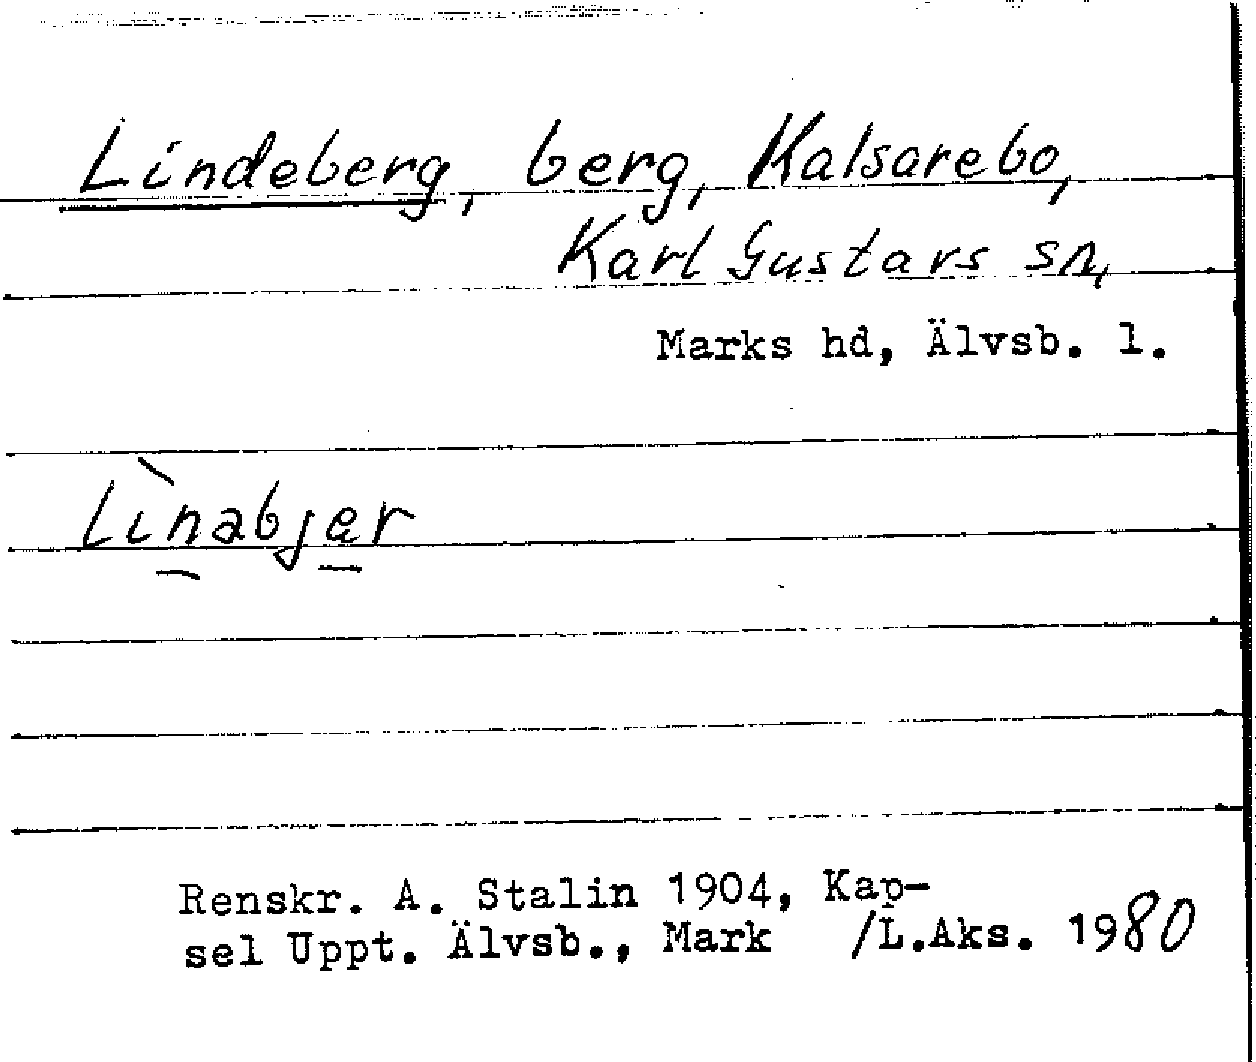 Lindeberg, berg, Kalsarebo,
Karl Gustavs sn,
Marks hd, Älvsb. l.
Lìnabjær
Renskr. A. Stalin 1904, Kap-
sel Uppt. Älvsb., Mark /L.Aks. 1980